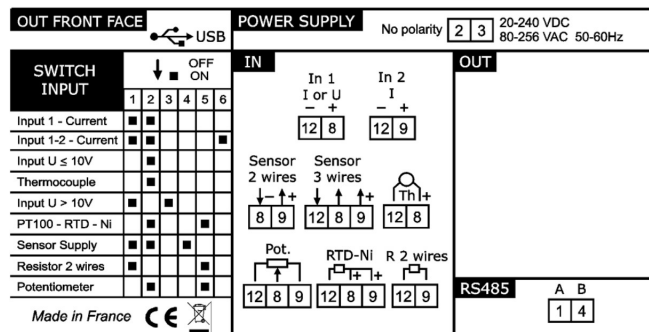 OUT FRONT FACE
USB
POWER SUPPLY
No polarity 2 3 20-240 VDC
80-256 VAC 50-60Hz
SWITCH
INPUT
OFF
ON
1 2 3 4 5 6
Input 1 - Current
Input 1-2 - Current
Input U ≤ 10V
Thermocouple
Input U > 10V
PT100 - RTD - Ni
Sensor Supply
Resistor 2 wires
Potentiometer
Made in France CE
IN
In 1
I or U
- +
12 8
In 2
I
- +
12 9
Sensor
2 wires
- +
8 9
Sensor
3 wires
+
12 8 9
Th +
12 8
Pot.
12 8 9
RTD-Ni
+ +
12 8 9
R 2 wires
12 9
OUT
RS485
A B
1 4